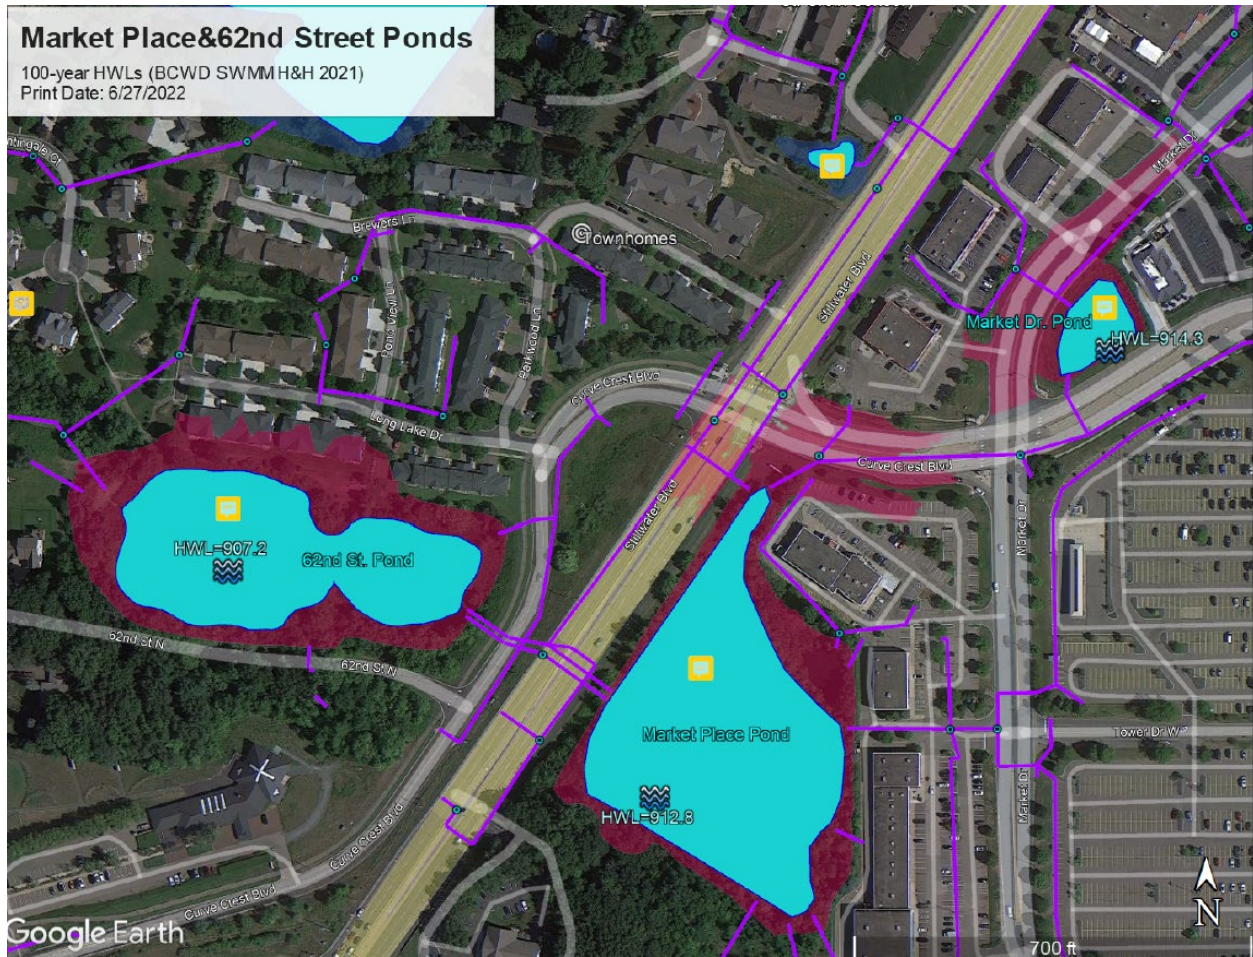 Market Place&62nd Street Ponds
100-year HWLs (BCWD SWMM H&H 2021)
Print Date: 6/27/2022
Market Dr
Brewers Ln
Townhomes
Stillwater Blvd
Market Dr. Pond
HWL=914.3
Parkwood Ln
Curve Crest Blvd
Long Lake Dr
Curve Crest Blvd
Stillwater Blvd
Market Dr
HWL=907.2
62nd St. Pond
62nd St N
62nd St N
Market Place Pond
Tower Dr W
HWL=912.8
Market Dr
Curve Crest Blvd
Curve Crest Blvd
N
Google Earth
700 ft